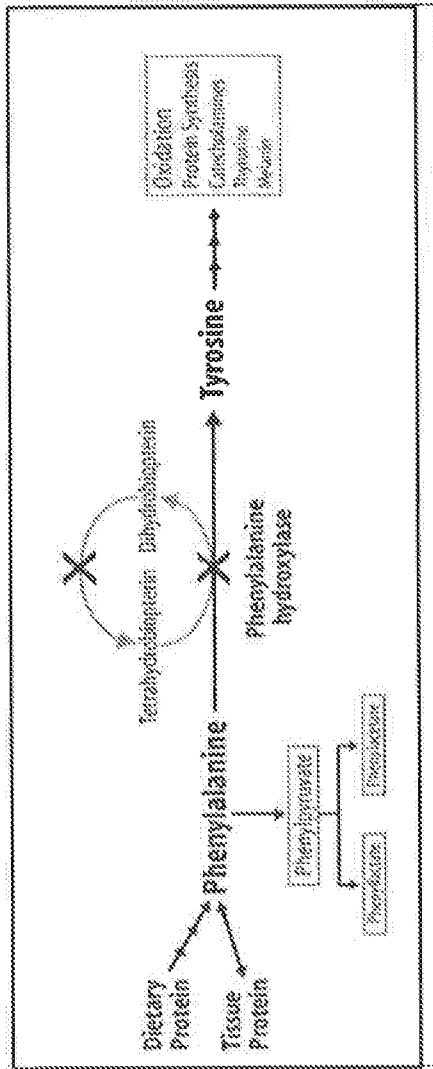 Dietary
Protein
Tissue
Protein
Phenylalanine
Phenylpyruvate
Phenyllactate
Phenylacetate
Tetrahydrobiopterin
Dihydrobiopterin
Phenylalanine
hydroxylase
Tyrosine
Oxidation
Protein Synthesis
Catecholamines
Thyroxine
Melanin